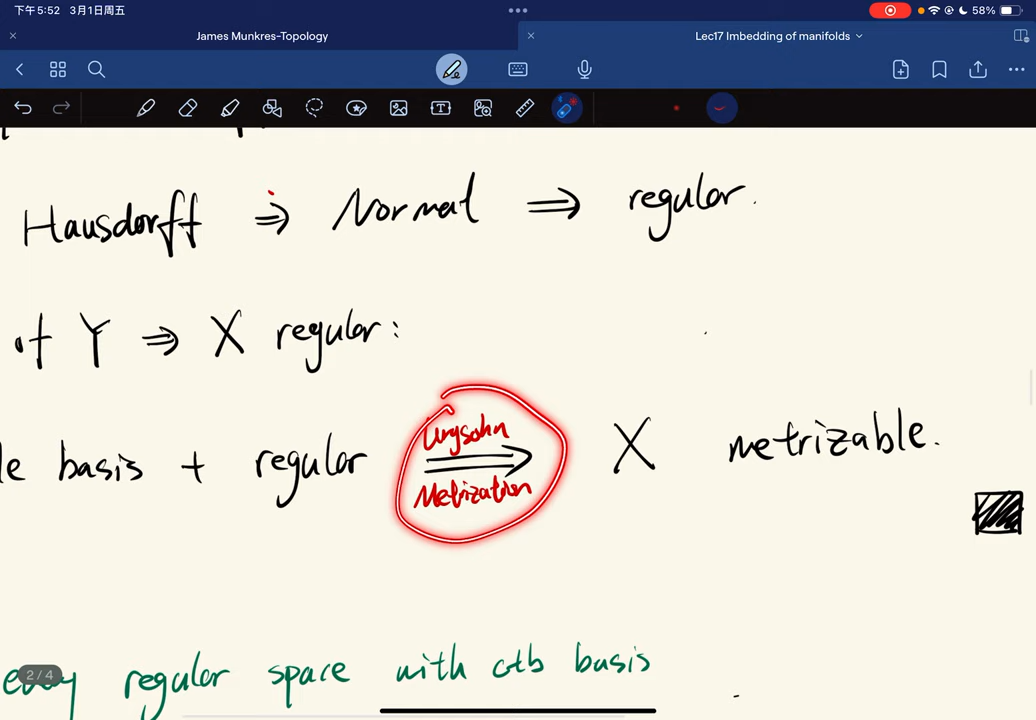 下午5:52 3月1日周五
58%
James Munkres-Topology
Lec17 Imbedding of manifolds
Hausdorff ⇒ Normal ⇒ regular.
of Y ⇒ X regular:
Urysohn
le basis + regular ⇒ X metrizable.
Metrization
2/4
every regular space with ctb basis